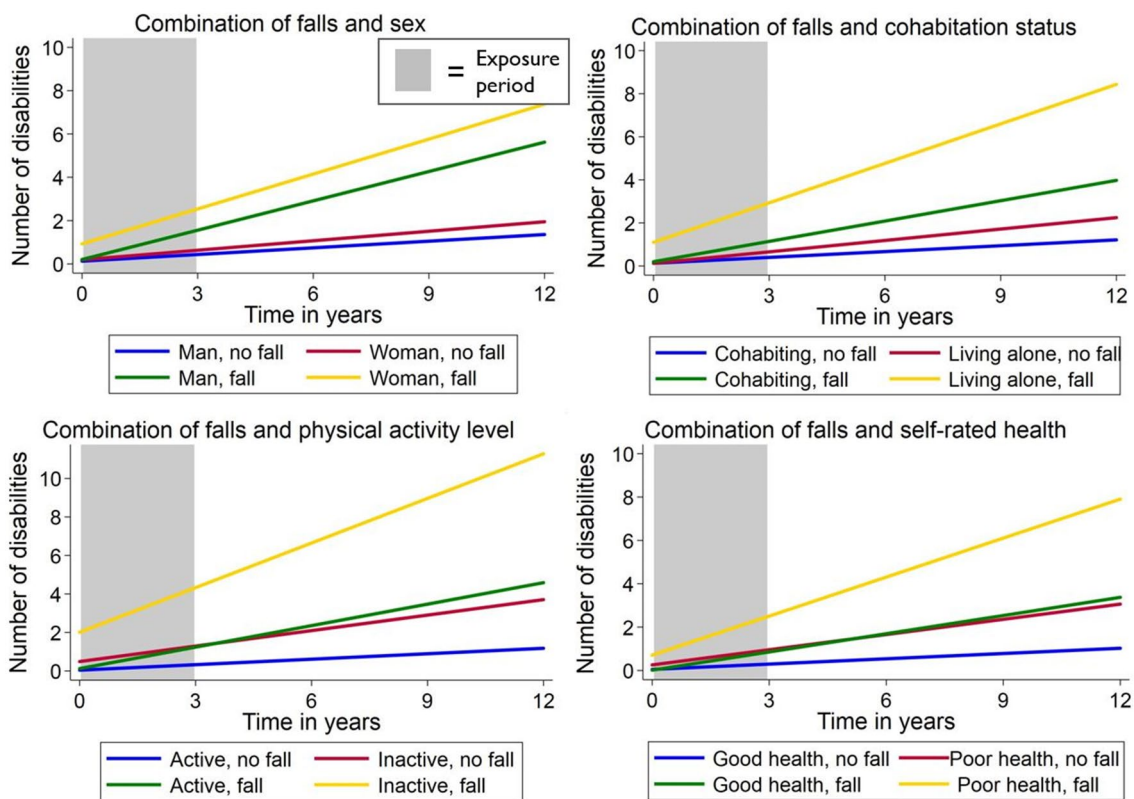 Combination of falls and sex
Number of disabilities
10
8
6
4
2
0
= Exposure
period
0 3 6 9 12
Time in years
Man, no fall Woman, no fall
Man, fall Woman, fall
Combination of falls and cohabitation status
Number of disabilities
10
8
6
4
2
0
0 3 6 9 12
Time in years
Cohabiting, no fall Living alone, no fall
Cohabiting, fall Living alone, fall
Combination of falls and physical activity level
Number of disabilities
10
8
6
4
2
0
0 3 6 9 12
Time in years
Active, no fall Inactive, no fall
Active, fall Inactive, fall
Combination of falls and self-rated health
Number of disabilities
10
8
6
4
2
0
0 3 6 9 12
Time in years
Good health, no fall Poor health, no fall
Good health, fall Poor health, fall